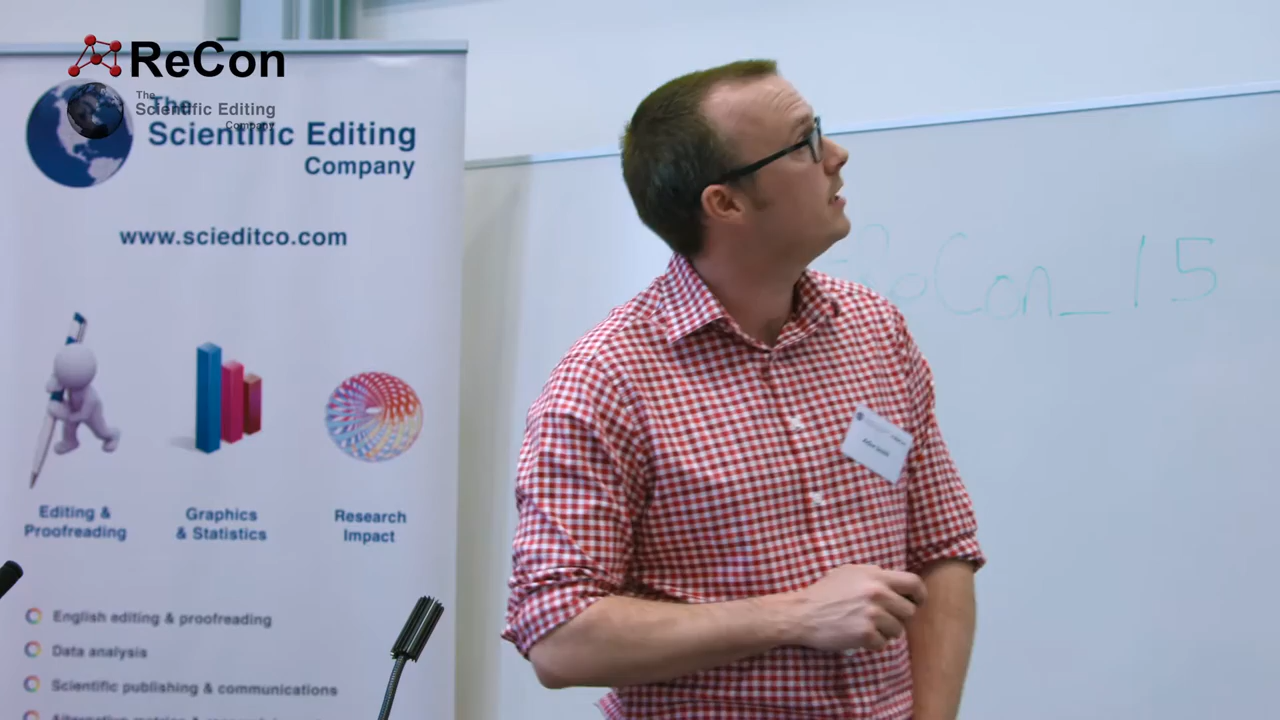 ReCon
The
Scientific Editing
Company
The
Scientific Editing
Company
www.scieditco.com
Editing &
Proofreading
Graphics
& Statistics
Research
Impact
English editing & proofreading
Data analysis
Scientific publishing & communications
ReCon_15